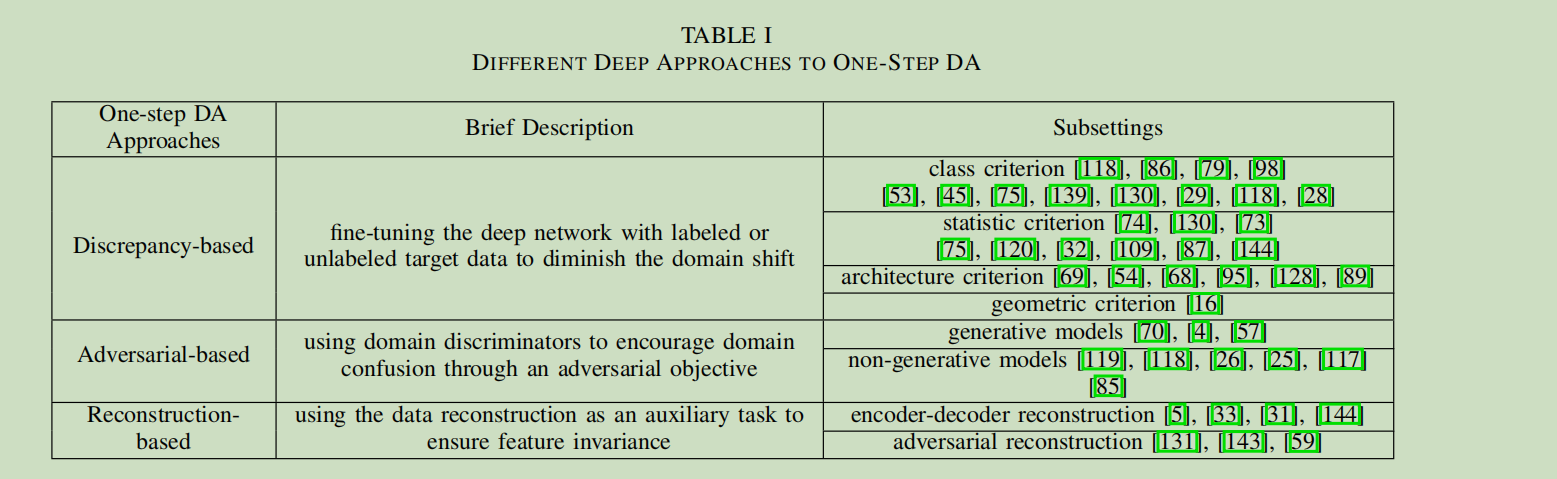 TABLE I
DIFFERENT DEEP APPROACHES TO ONE-STEP DA
One-step DA
Approaches
Brief Description
Subsettings
Discrepancy-based
fine-tuning the deep network with labeled or
unlabeled target data to diminish the domain shift
class criterion [118], [86], [79], [98]
[53], [45], [75], [139], [130], [29], [118], [28]
statistic criterion [74], [130], [73]
[75], [120], [32], [109], [87], [144]
architecture criterion [69], [54], [68], [95], [128], [89]
geometric criterion [16]
Adversarial-based
using domain discriminators to encourage domain
confusion through an adversarial objective
generative models [70], [4], [57]
non-generative models [119], [118], [26], [25], [117]
[85]
Reconstruction-
based
using the data reconstruction as an auxiliary task to
ensure feature invariance
encoder-decoder reconstruction [5], [33], [31], [144]
adversarial reconstruction [131], [143], [59]